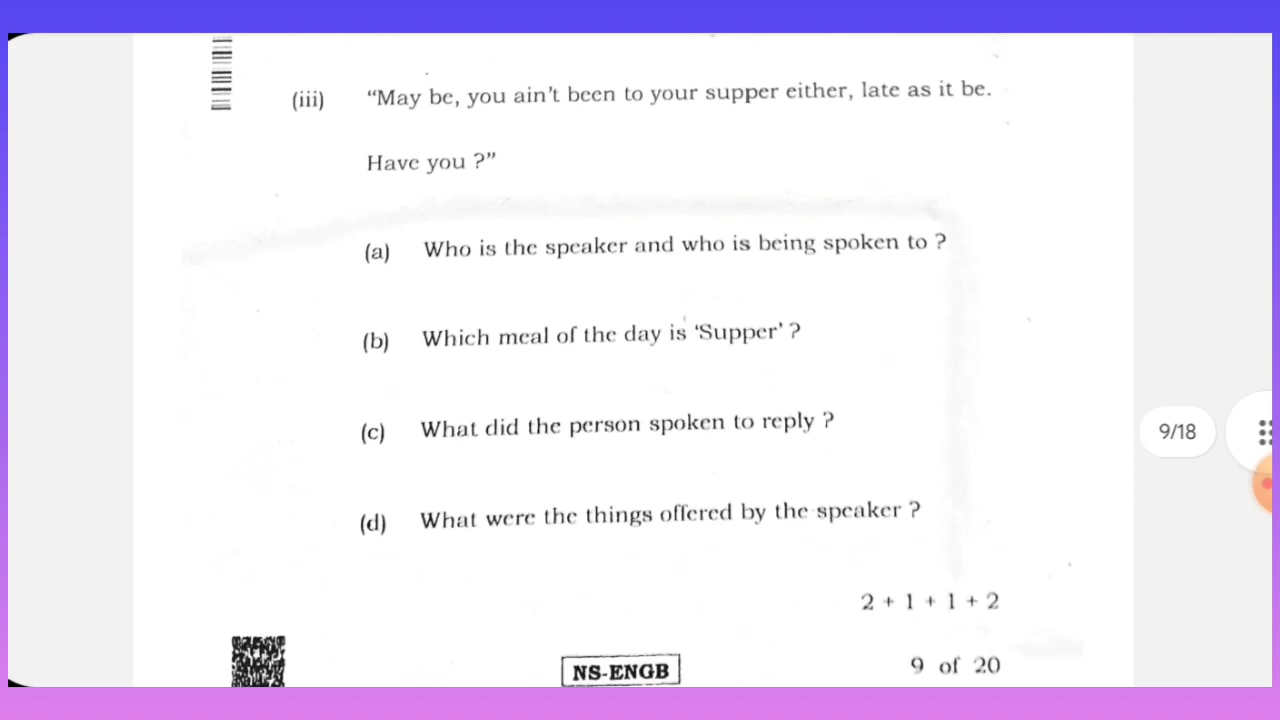 (iii) “May be, you ain’t been to your supper either, late as it be.
Have you ?”
(a) Who is the speaker and who is being spoken to ?
(b) Which meal of the day is ‘Supper’ ?
(c) What did the person spoken to reply ?
(d) What were the things offered by the speaker ?
2 + 1 + 1 + 2
9/18
NS-ENGB
9 of 20